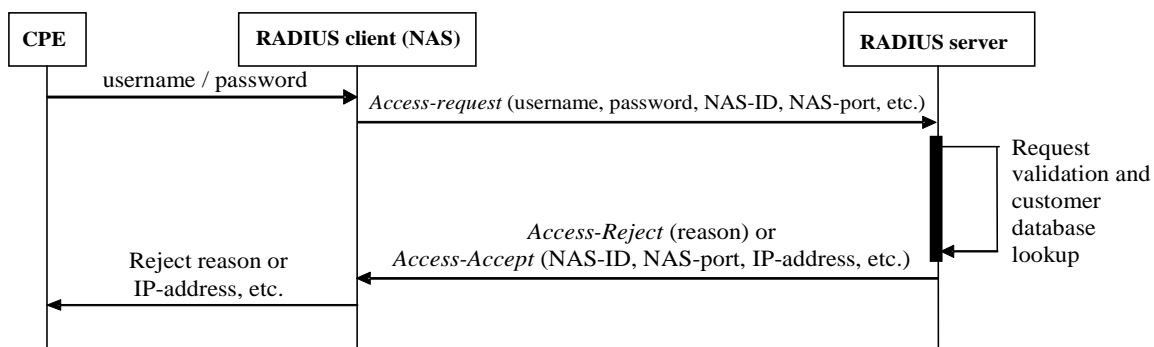 CPE
RADIUS client (NAS)
RADIUS server
username / password
Access-request (username, password, NAS-ID, NAS-port, etc.)
Request
validation and
customer
database
lookup
Access-Reject (reason) or
Access-Accept (NAS-ID, NAS-port, IP-address, etc.)
Reject reason or
IP-address, etc.